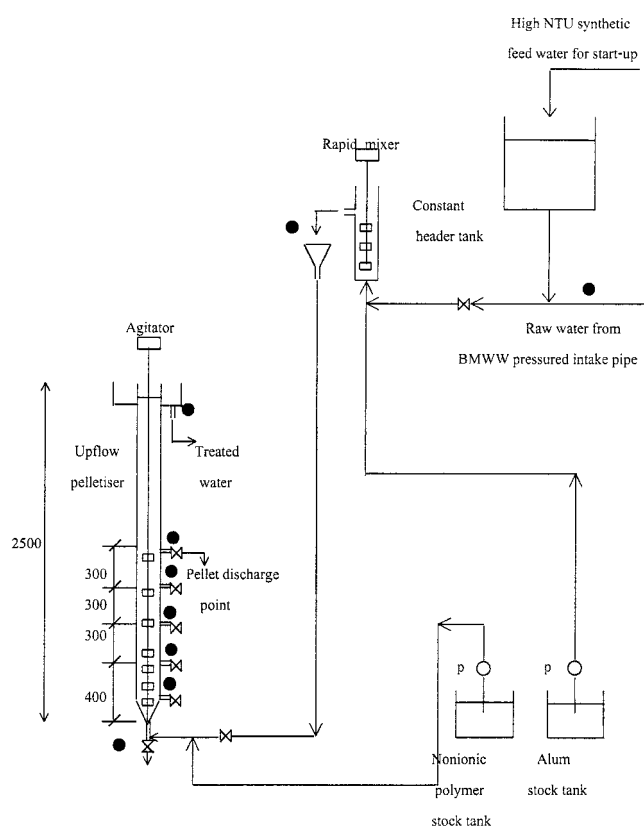 High NTU synthetic
feed water for start-up
Rapid mixer
Constant
header tank
Raw water from
BMWW pressured intake pipe
Agitator
Upflow
pelletiser
Treated
water
2500
300
Pellet discharge
300
point
300
400
p
p
Nonionic
polymer
stock tank
Alum
stock tank